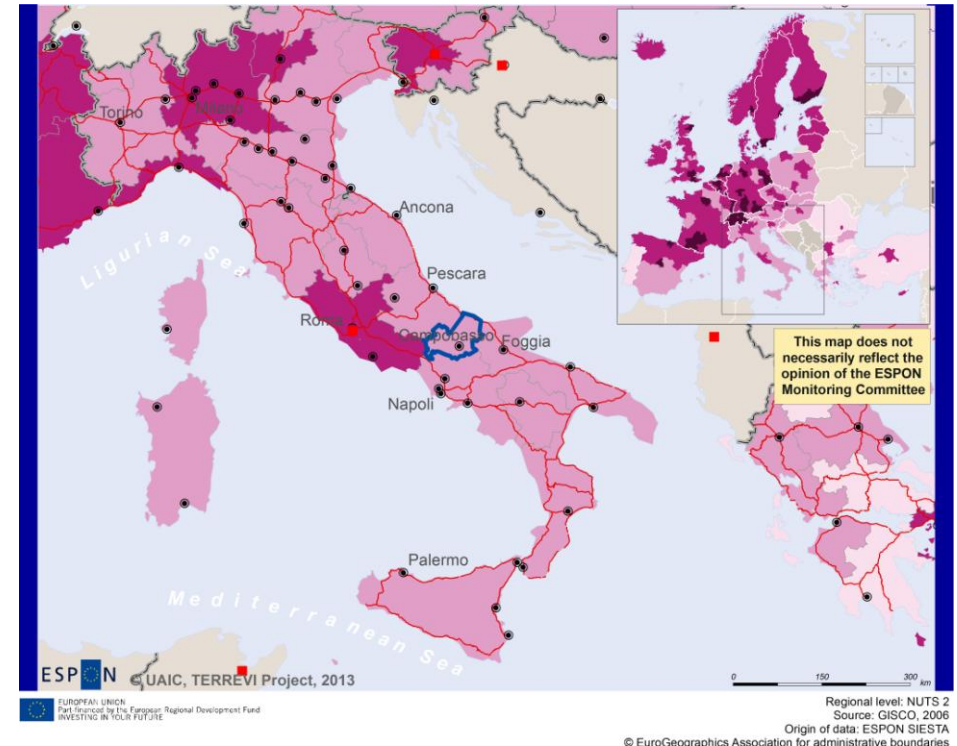 Torino
Milano
Ancona
Ligurian Sea
Pescara
Roma
Campobasso
Foggia
Napoli
This map does not
necessarily reflect the
opinion of the ESPON
Monitoring Committee
Palermo
Mediterranean Sea
ESPON
© UAIC, TERREVI Project, 2013
0 150 300
km
EUROPEAN UNION
Part-financed by the European Regional Development Fund
INVESTING IN YOUR FUTURE
Regional level: NUTS 2
Source: GISCO, 2006
Origin of data: ESPON SIESTA
© EuroGeographics Association for administrative boundaries